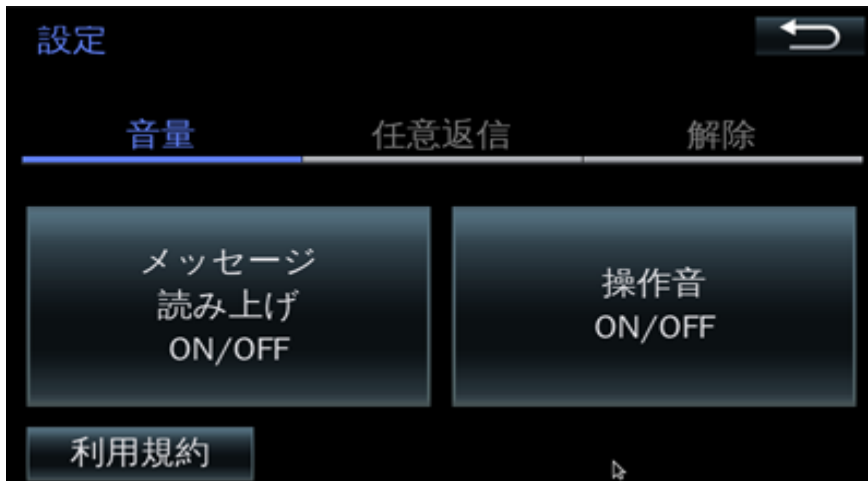 設定
音量
任意返信
解除
メッセージ
読み上げ
ON/OFF
操作音
ON/OFF
利用規約